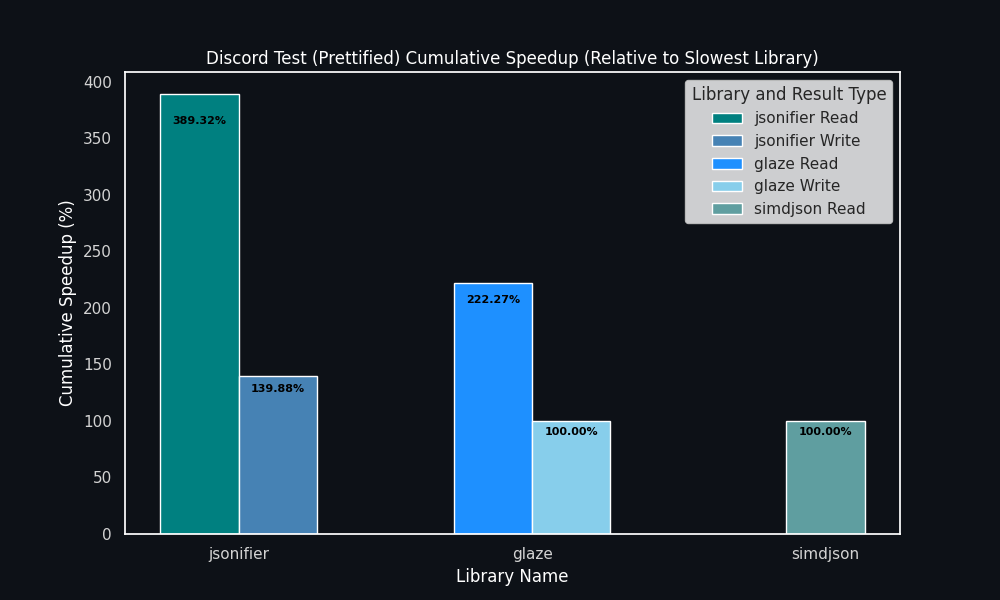 Discord Test (Prettified) Cumulative Speedup (Relative to Slowest Library)
Cumulative Speedup (%)
400
350
300
250
200
150
100
50
0
Library and Result Type
jsonifier Read
jsonifier Write
glaze Read
glaze Write
simdjson Read
389.32%
139.88%
222.27%
100.00%
100.00%
jsonifier
glaze
simdjson
Library Name